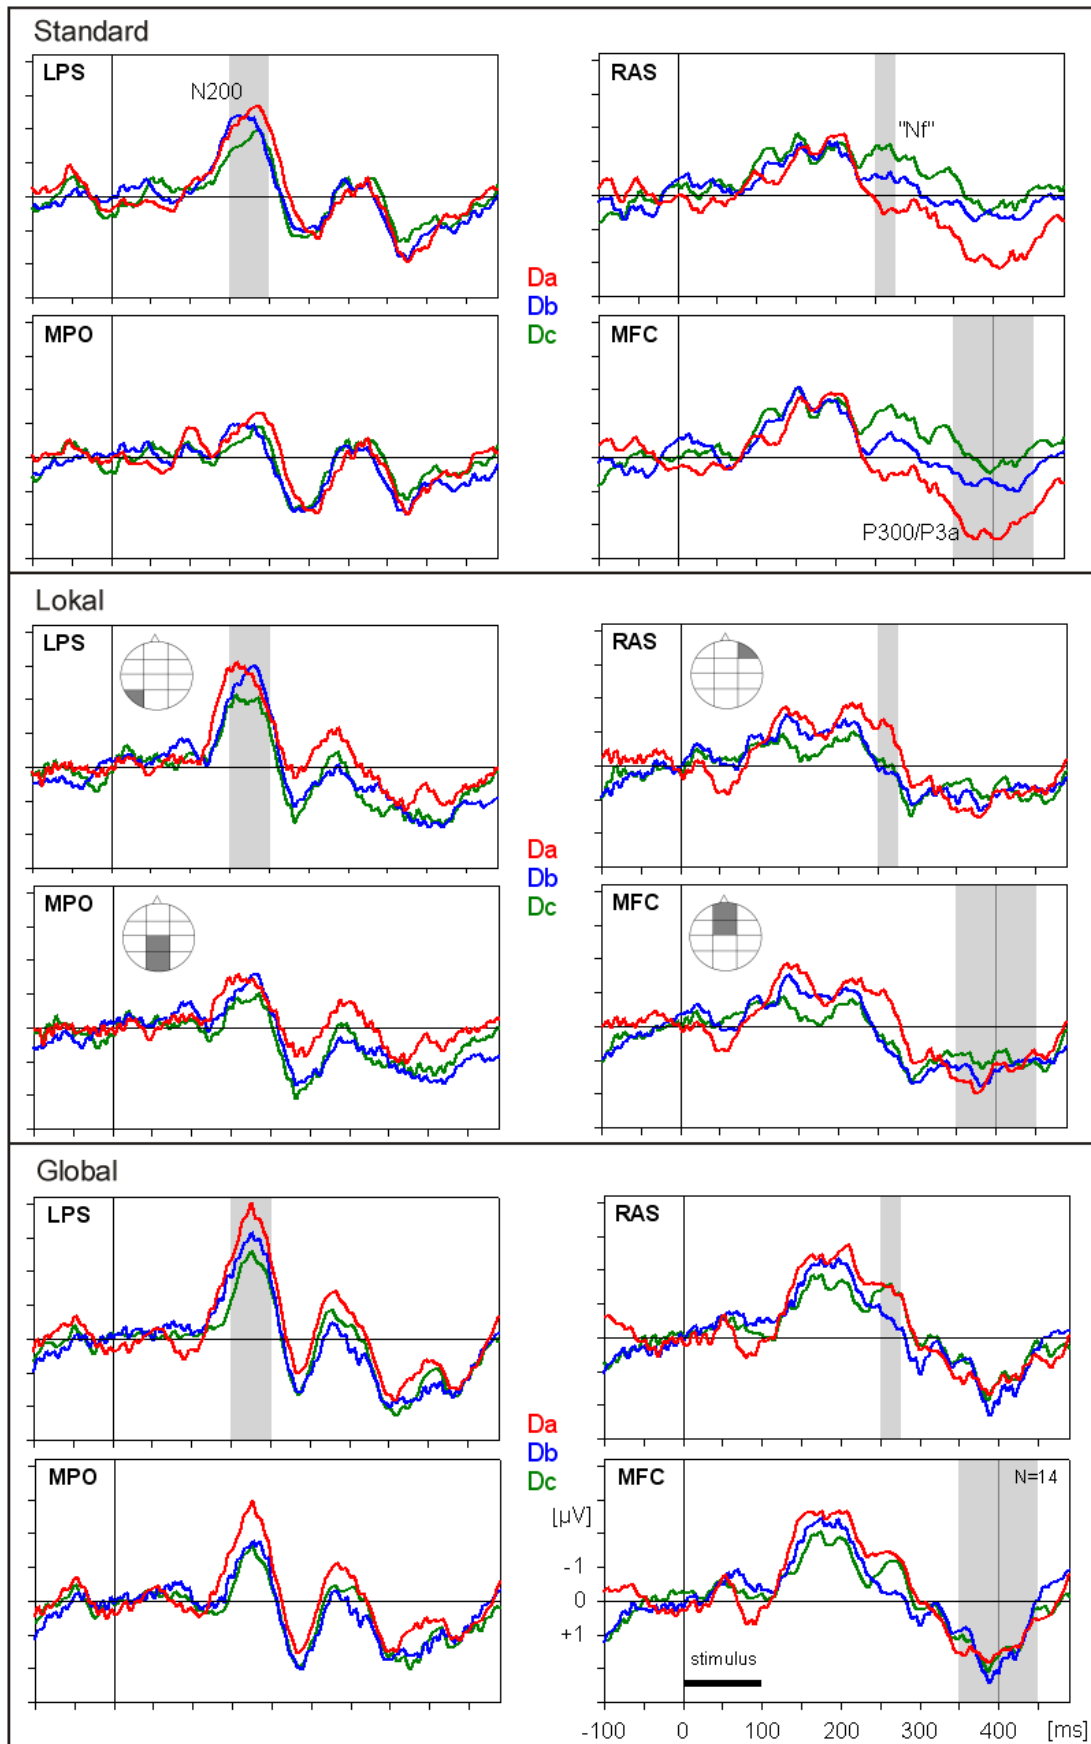 Standard
LPS
N200
RAS
"Nf"
Da
Db
Dc
MPO
MFC
P300/P3a
Lokal
LPS
RAS
Da
Db
Dc
MPO
MFC
Global
LPS
RAS
Da
Db
Dc
MPO
MFC
N=14
[µV]
-1
0
+1
stimulus
-100 0 100 200 300 400 [ms]